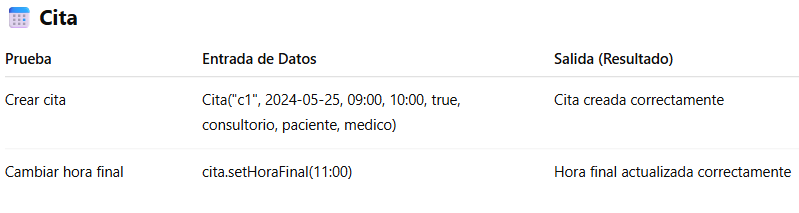 Cita
Prueba Entrada de Datos Salida (Resultado)
Crear cita Cita("c1", 2024-05-25, 09:00, 10:00, true, Cita creada correctamente
consultorio, paciente, medico)
Cambiar hora final cita.setHoraFinal(11:00) Hora final actualizada correctamente